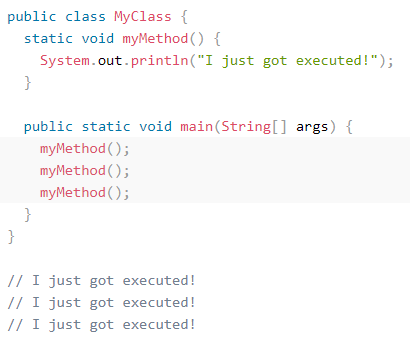 public class MyClass {
  static void myMethod() {
    System.out.println("I just got executed!");
  }

  public static void main(String[] args) {
    myMethod();
    myMethod();
    myMethod();
  }
}

// I just got executed!
// I just got executed!
// I just got executed!